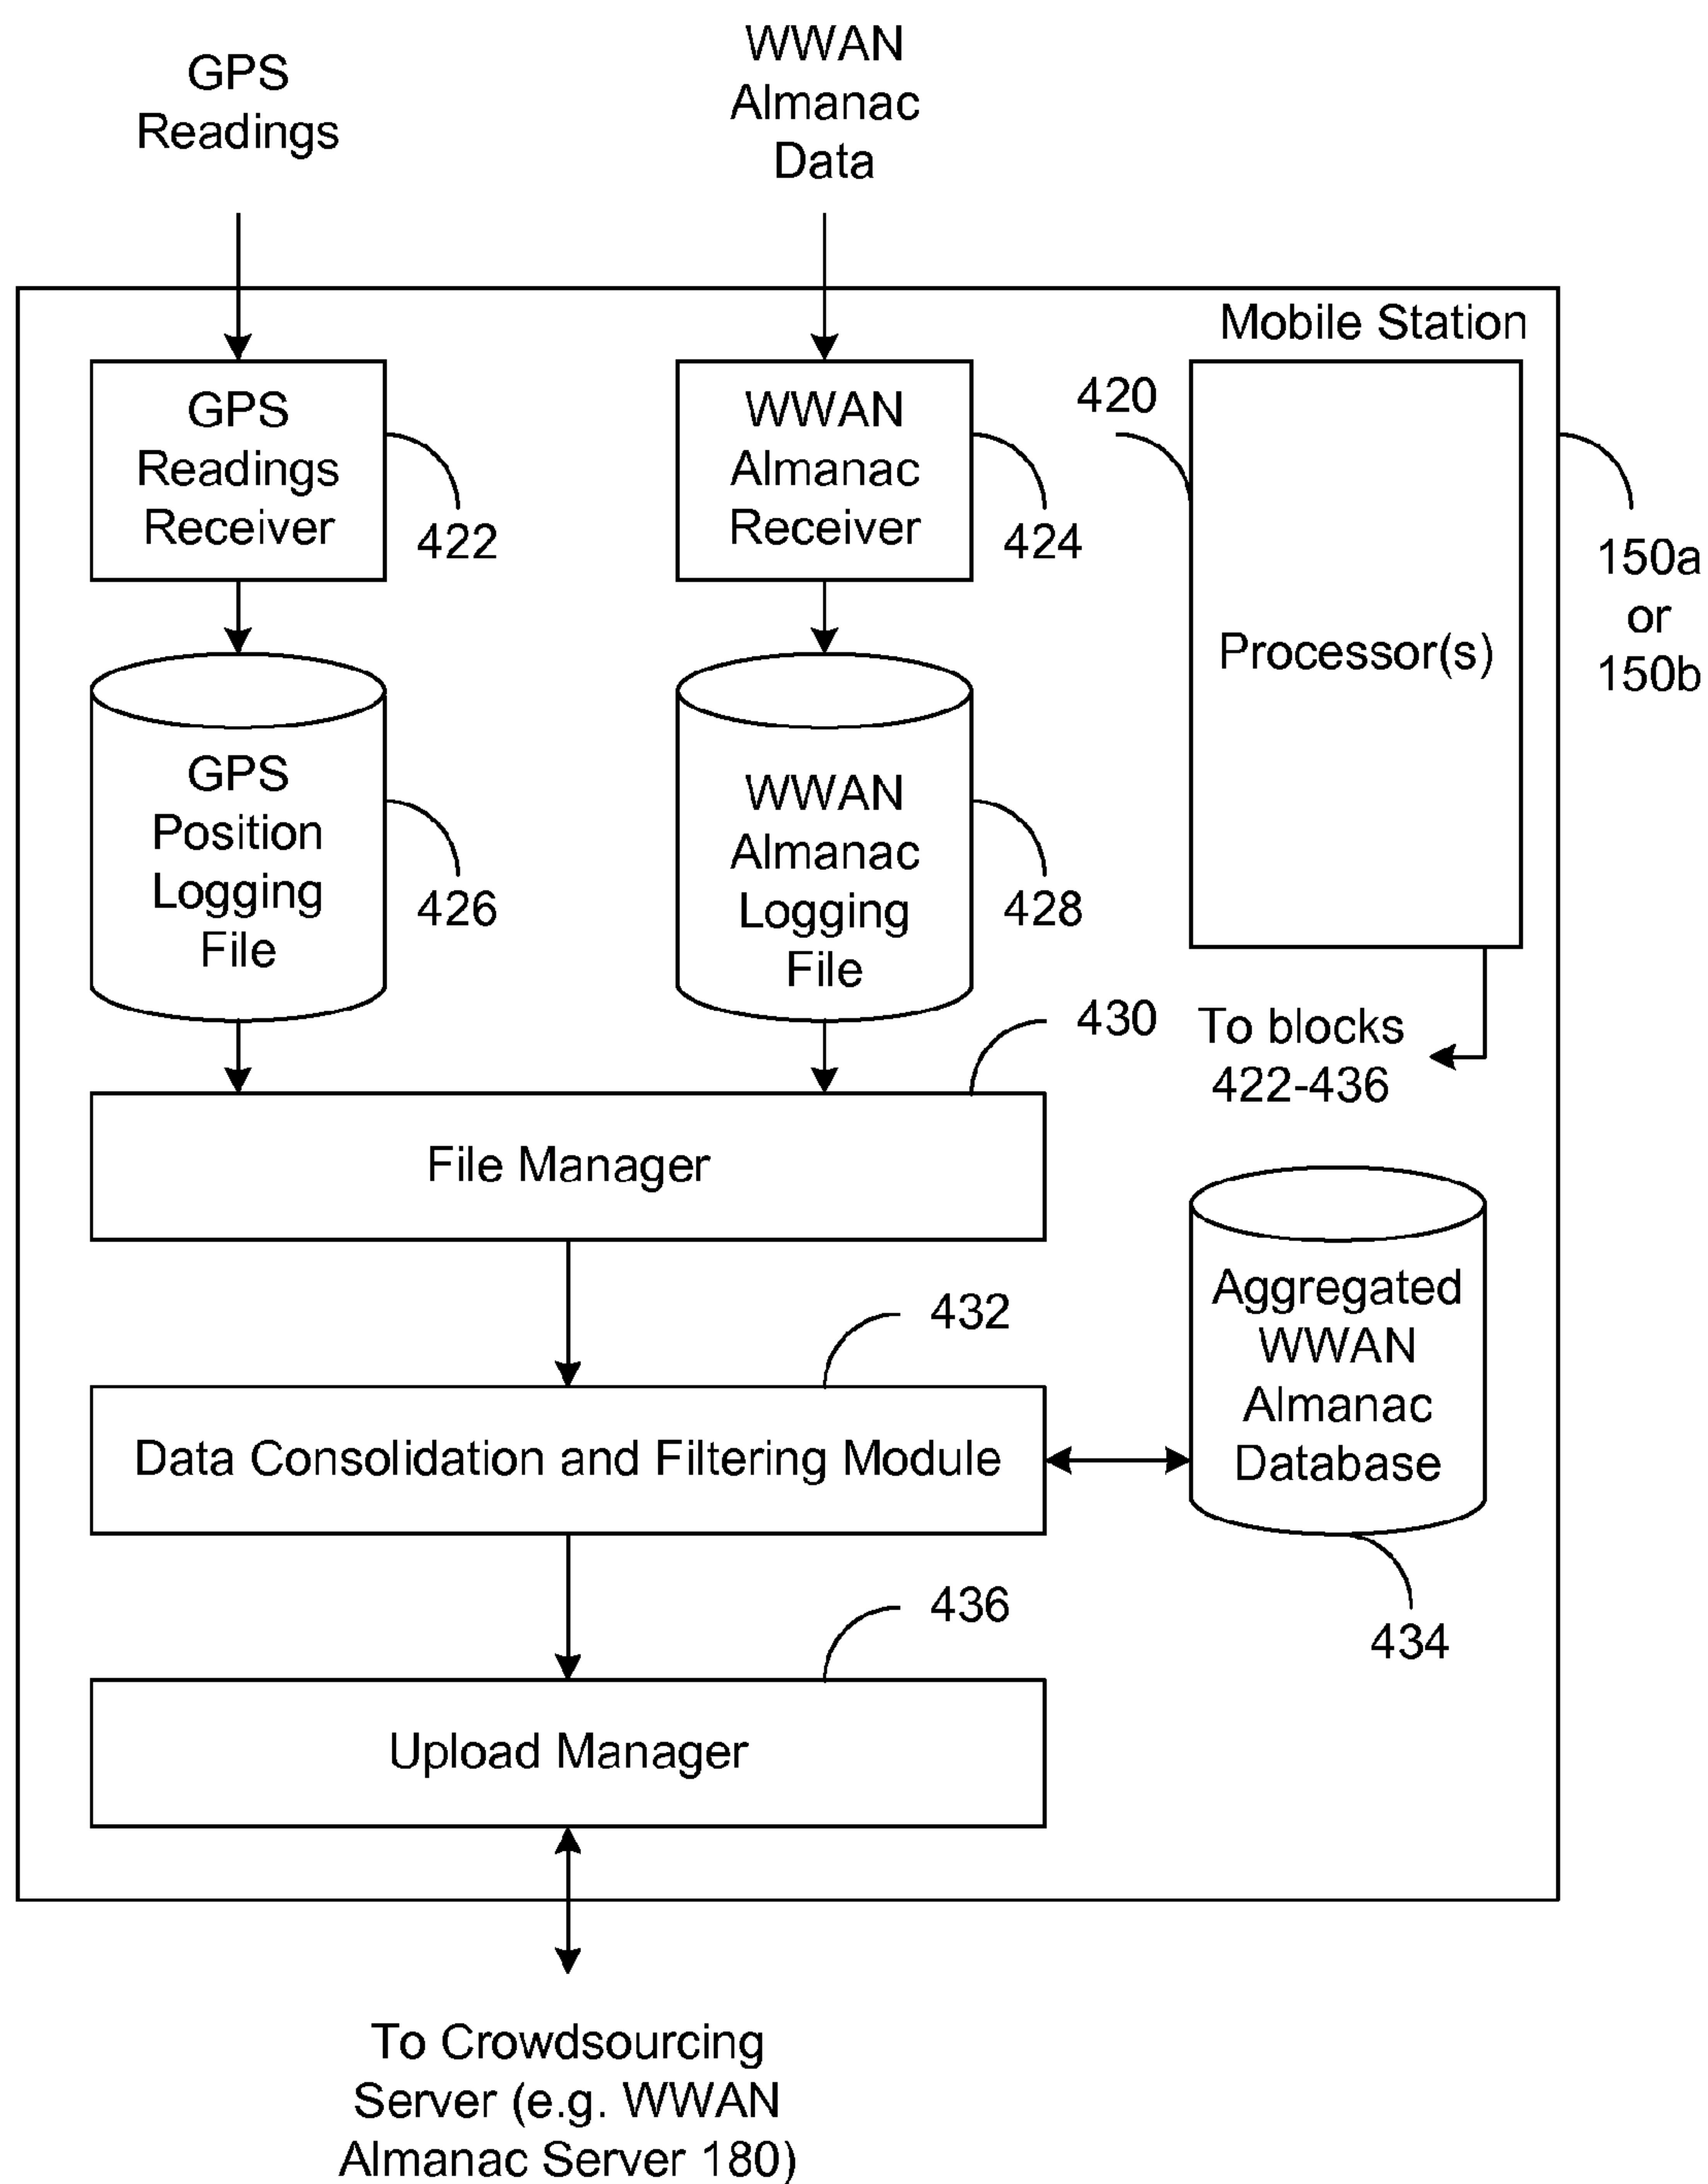 GPS
Readings
WWAN
Almanac
Data
Mobile Station
GPS
Readings
Receiver
422
WWAN
Almanac
Receiver
424
420
Processor(s)
150a
or
150b
GPS
Position
Logging
File
426
WWAN
Almanac
Logging
File
428
430
To blocks
422-436
File Manager
432
Aggregated
WWAN
Almanac
Database
Data Consolidation and Filtering Module
434
436
Upload Manager
To Crowdsourcing
Server (e.g. WWAN
Almanac Server 180)